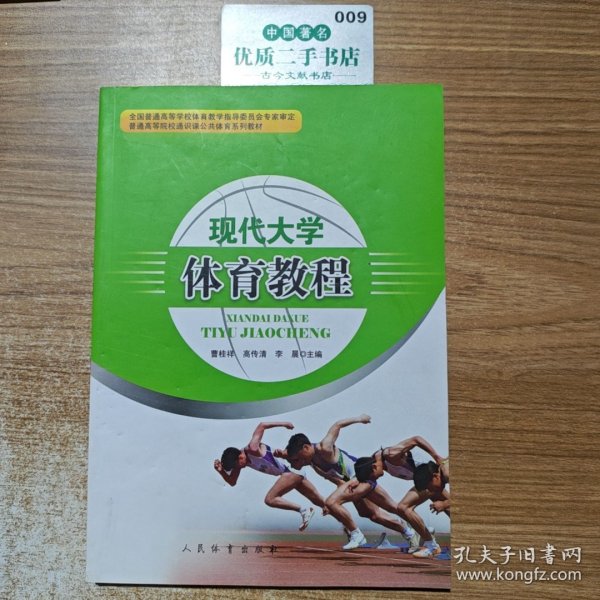 009
中国著名
优质二手书店
古今文献书店
全国普通高等学校体育教学指导委员会专家审定
普通高等院校通识课公共体育系列教材
现代大学
体育教程
XIANDAI DAXUE
TIYU JIAOCHENG
曹桂祥 高传清 李 晨□主编
人民体育出版社
孔夫子旧书网
www.kongfz.com